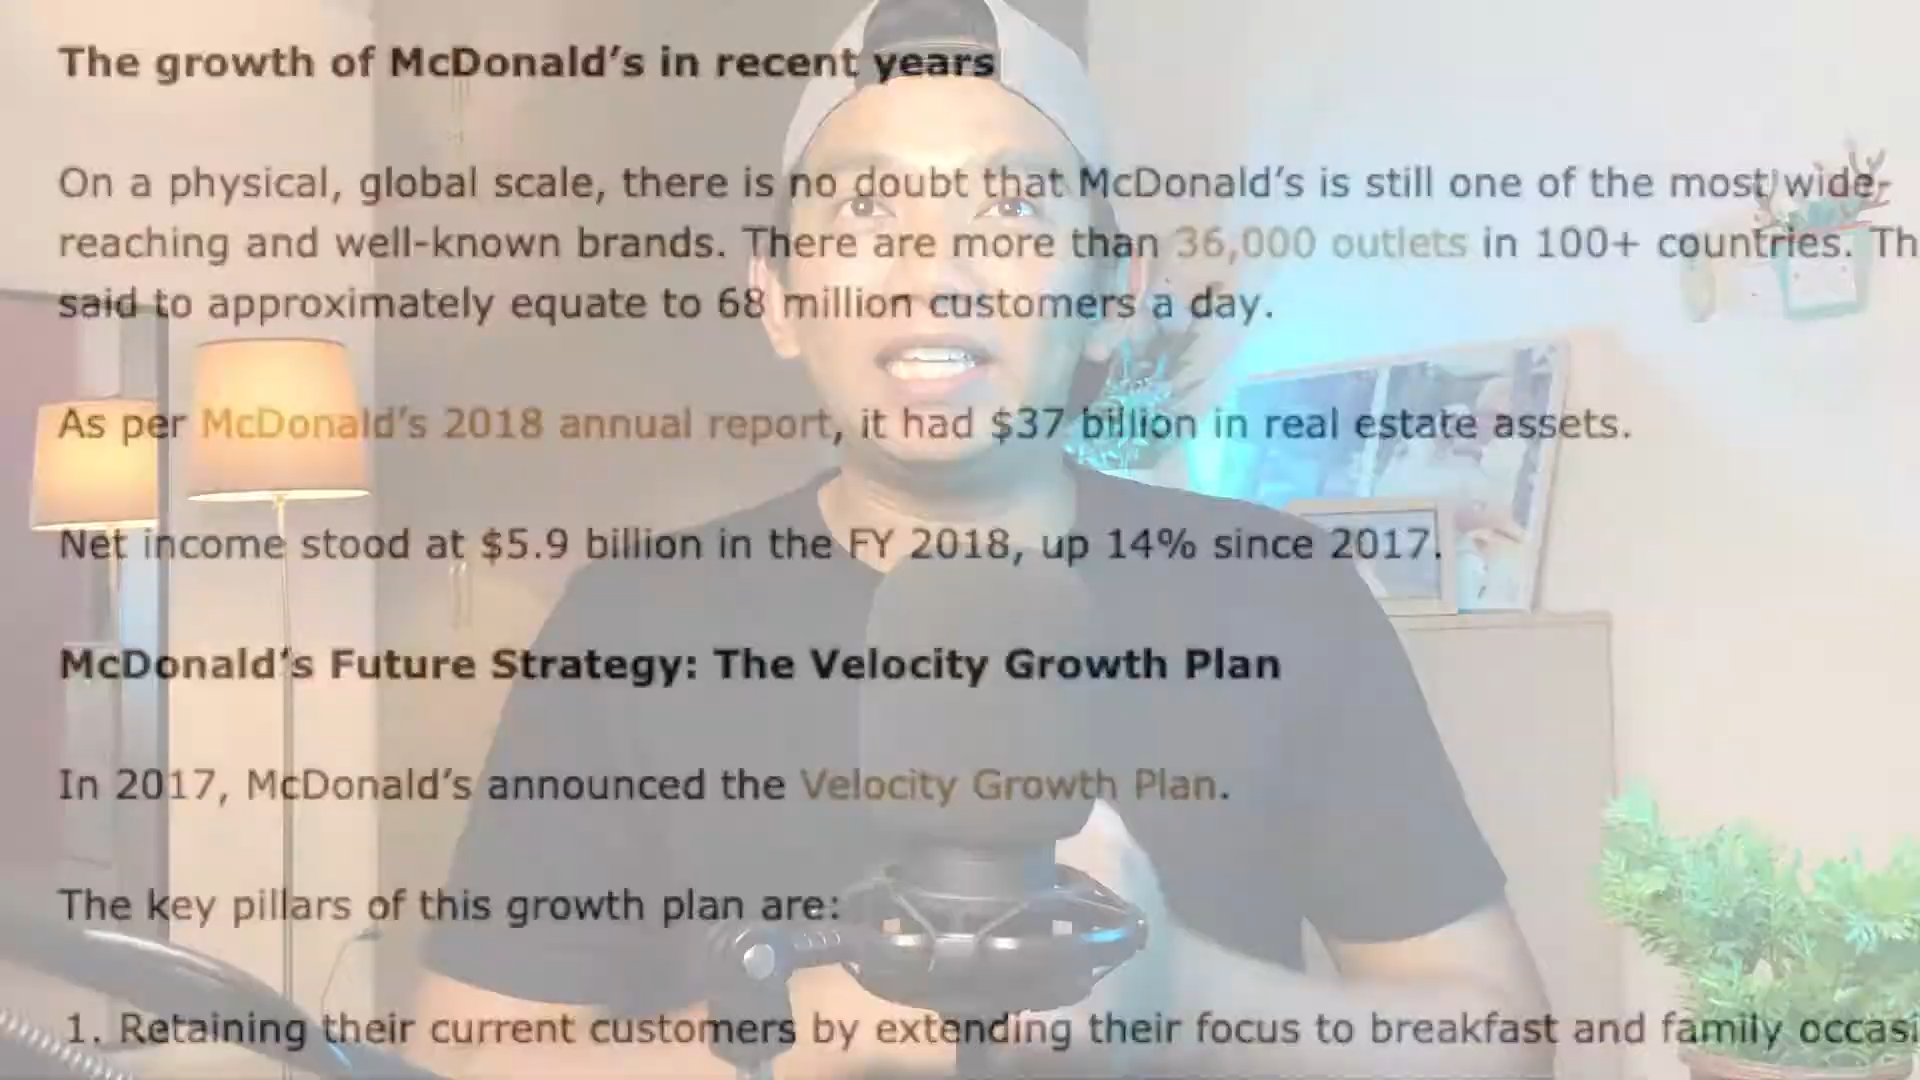 The growth of McDonald's in recent years
On a physical, global scale, there is no doubt that McDonald's is still one of the most wide-
reaching and well-known brands. There are more than 36,000 outlets in 100+ countries. Th
said to approximately equate to 68 million customers a day.
As per McDonald's 2018 annual report, it had $37 billion in real estate assets.
Net income stood at $5.9 billion in the FY 2018, up 14% since 2017.
McDonald's Future Strategy: The Velocity Growth Plan
In 2017, McDonald's announced the Velocity Growth Plan.
The key pillars of this growth plan are:
1. Retaining their current customers by extending their focus to breakfast and family occasi